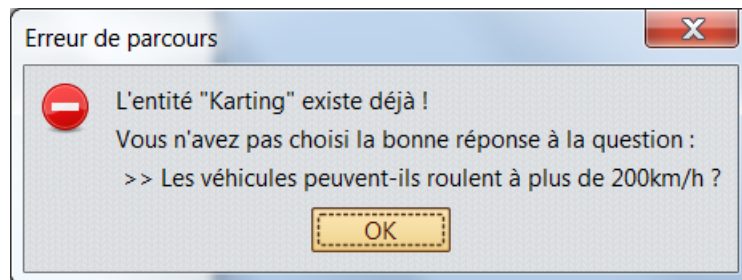 Erreur de parcours
L'entité "Karting" existe déjà !
Vous n'avez pas choisi la bonne réponse à la question :
>> Les véhicules peuvent-ils roulent à plus de 200km/h ?
OK